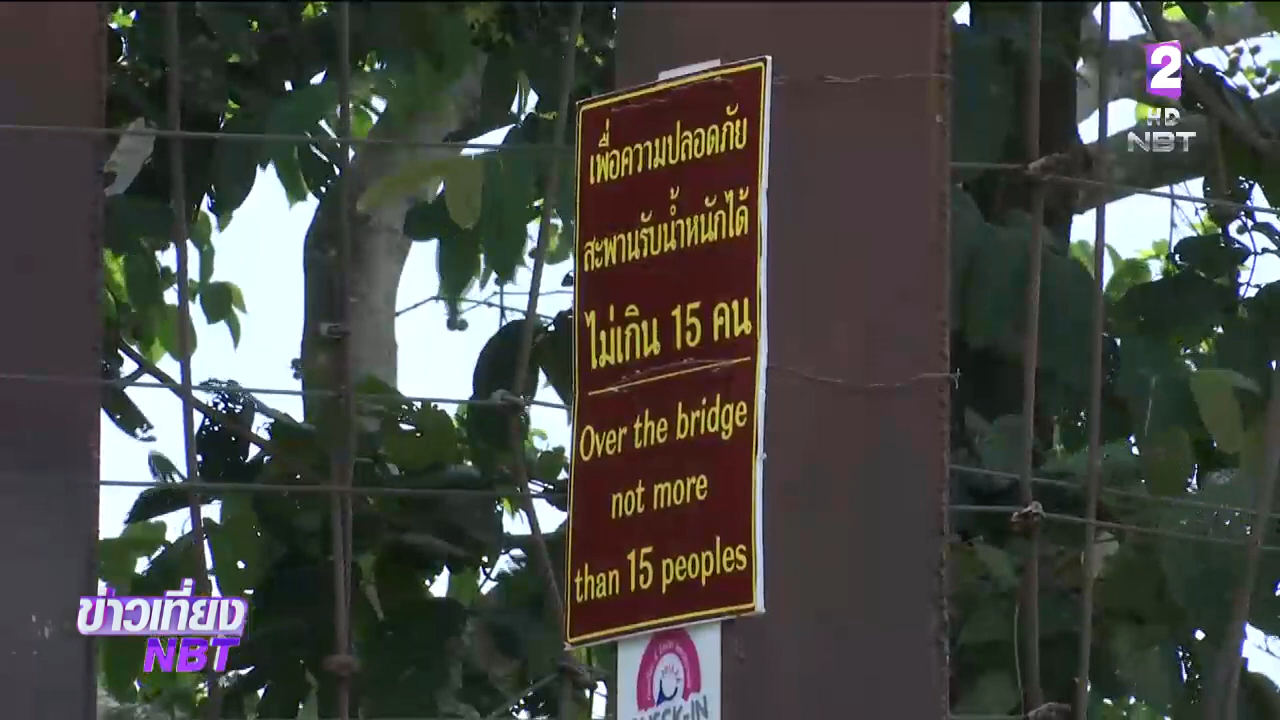 2
HD
NBT
เพื่อความปลอดภัย
สะพานรับน้ำหนักได้
ไม่เกิน 15 คน
Over the bridge
not more
than 15 peoples
ข่าวเที่ยง
NBT